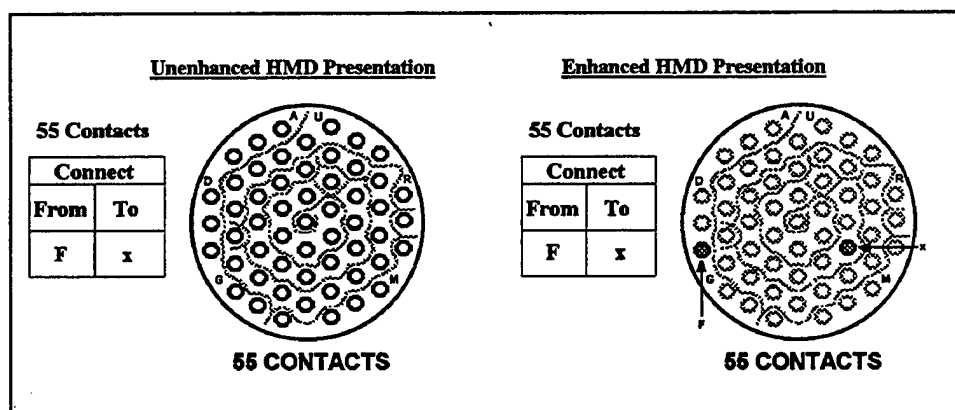 Unenhanced HMD Presentation
55 Contacts
Connect
From To
F x
A U
D R
G M
55 CONTACTS
Enhanced HMD Presentation
55 Contacts
Connect
From To
F x
A U
D R
x
G M
F
55 CONTACTS